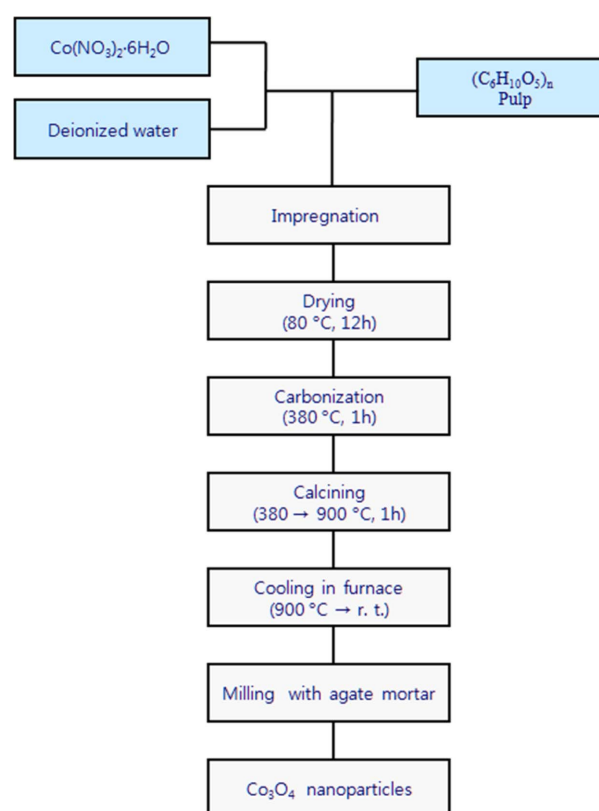 Co(NO₃)₂·6H₂O
Deionized water
(C₆H₁₀O₅)ₙ
Pulp
Impregnation
Drying
(80 °C, 12h)
Carbonization
(380 °C, 1h)
Calcining
(380 → 900 °C, 1h)
Cooling in furnace
(900 °C → r. t.)
Milling with agate mortar
Co₃O₄ nanoparticles